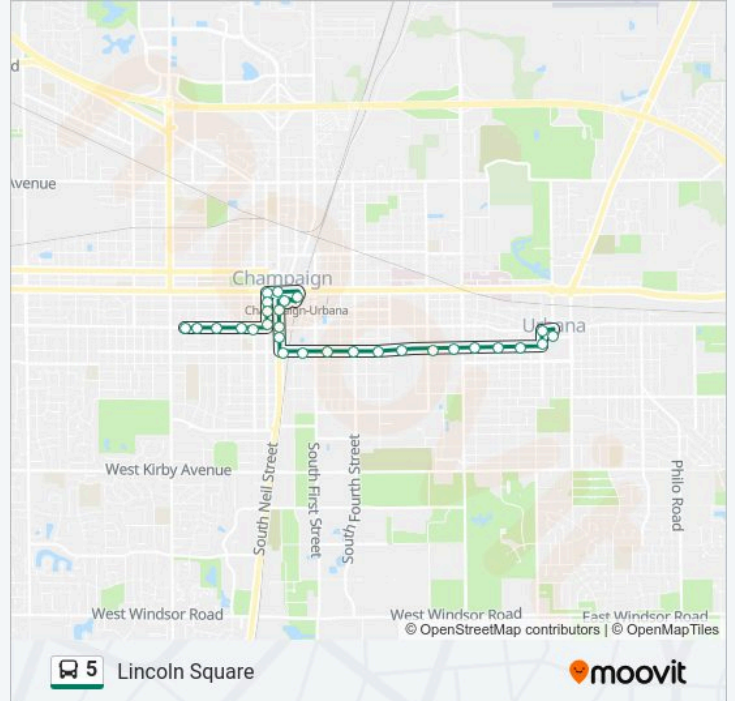 d
Avenue
Champaign
Champaign-Urbana
Urbana
West Kirby Avenue
South Neil Street
South First Street
South Fourth Street
Philo Road
West Windsor Road
West Windsor Road
East Windsor Road
© OpenStreetMap contributors | © OpenMapTiles
5 Lincoln Square
moovit